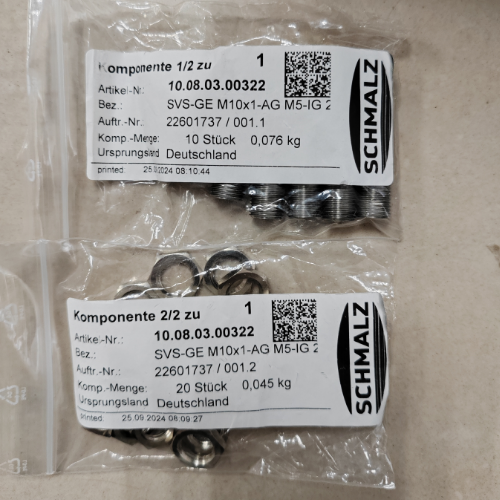 Komponente 1/2 zu 1
Artikel-Nr.: 10.08.03.00322
Bez.: SVS-GE M10x1-AG M5-IG 2
Auftr.-Nr.: 22601737 / 001.1
Komp.-Menge: 10 Stück 0,076 kg
Ursprungsland Deutschland
printed: 25.09.2024 08:10:44
SCHMALZ
Komponente 2/2 zu 1
Artikel-Nr.: 10.08.03.00322
Bez.: SVS-GE M10x1-AG M5-IG 2
Auftr.-Nr.: 22601737 / 001.2
Komp.-Menge: 20 Stück 0,045 kg
Ursprungsland Deutschland
printed: 25.09.2024 08:09:27
SCHMALZ